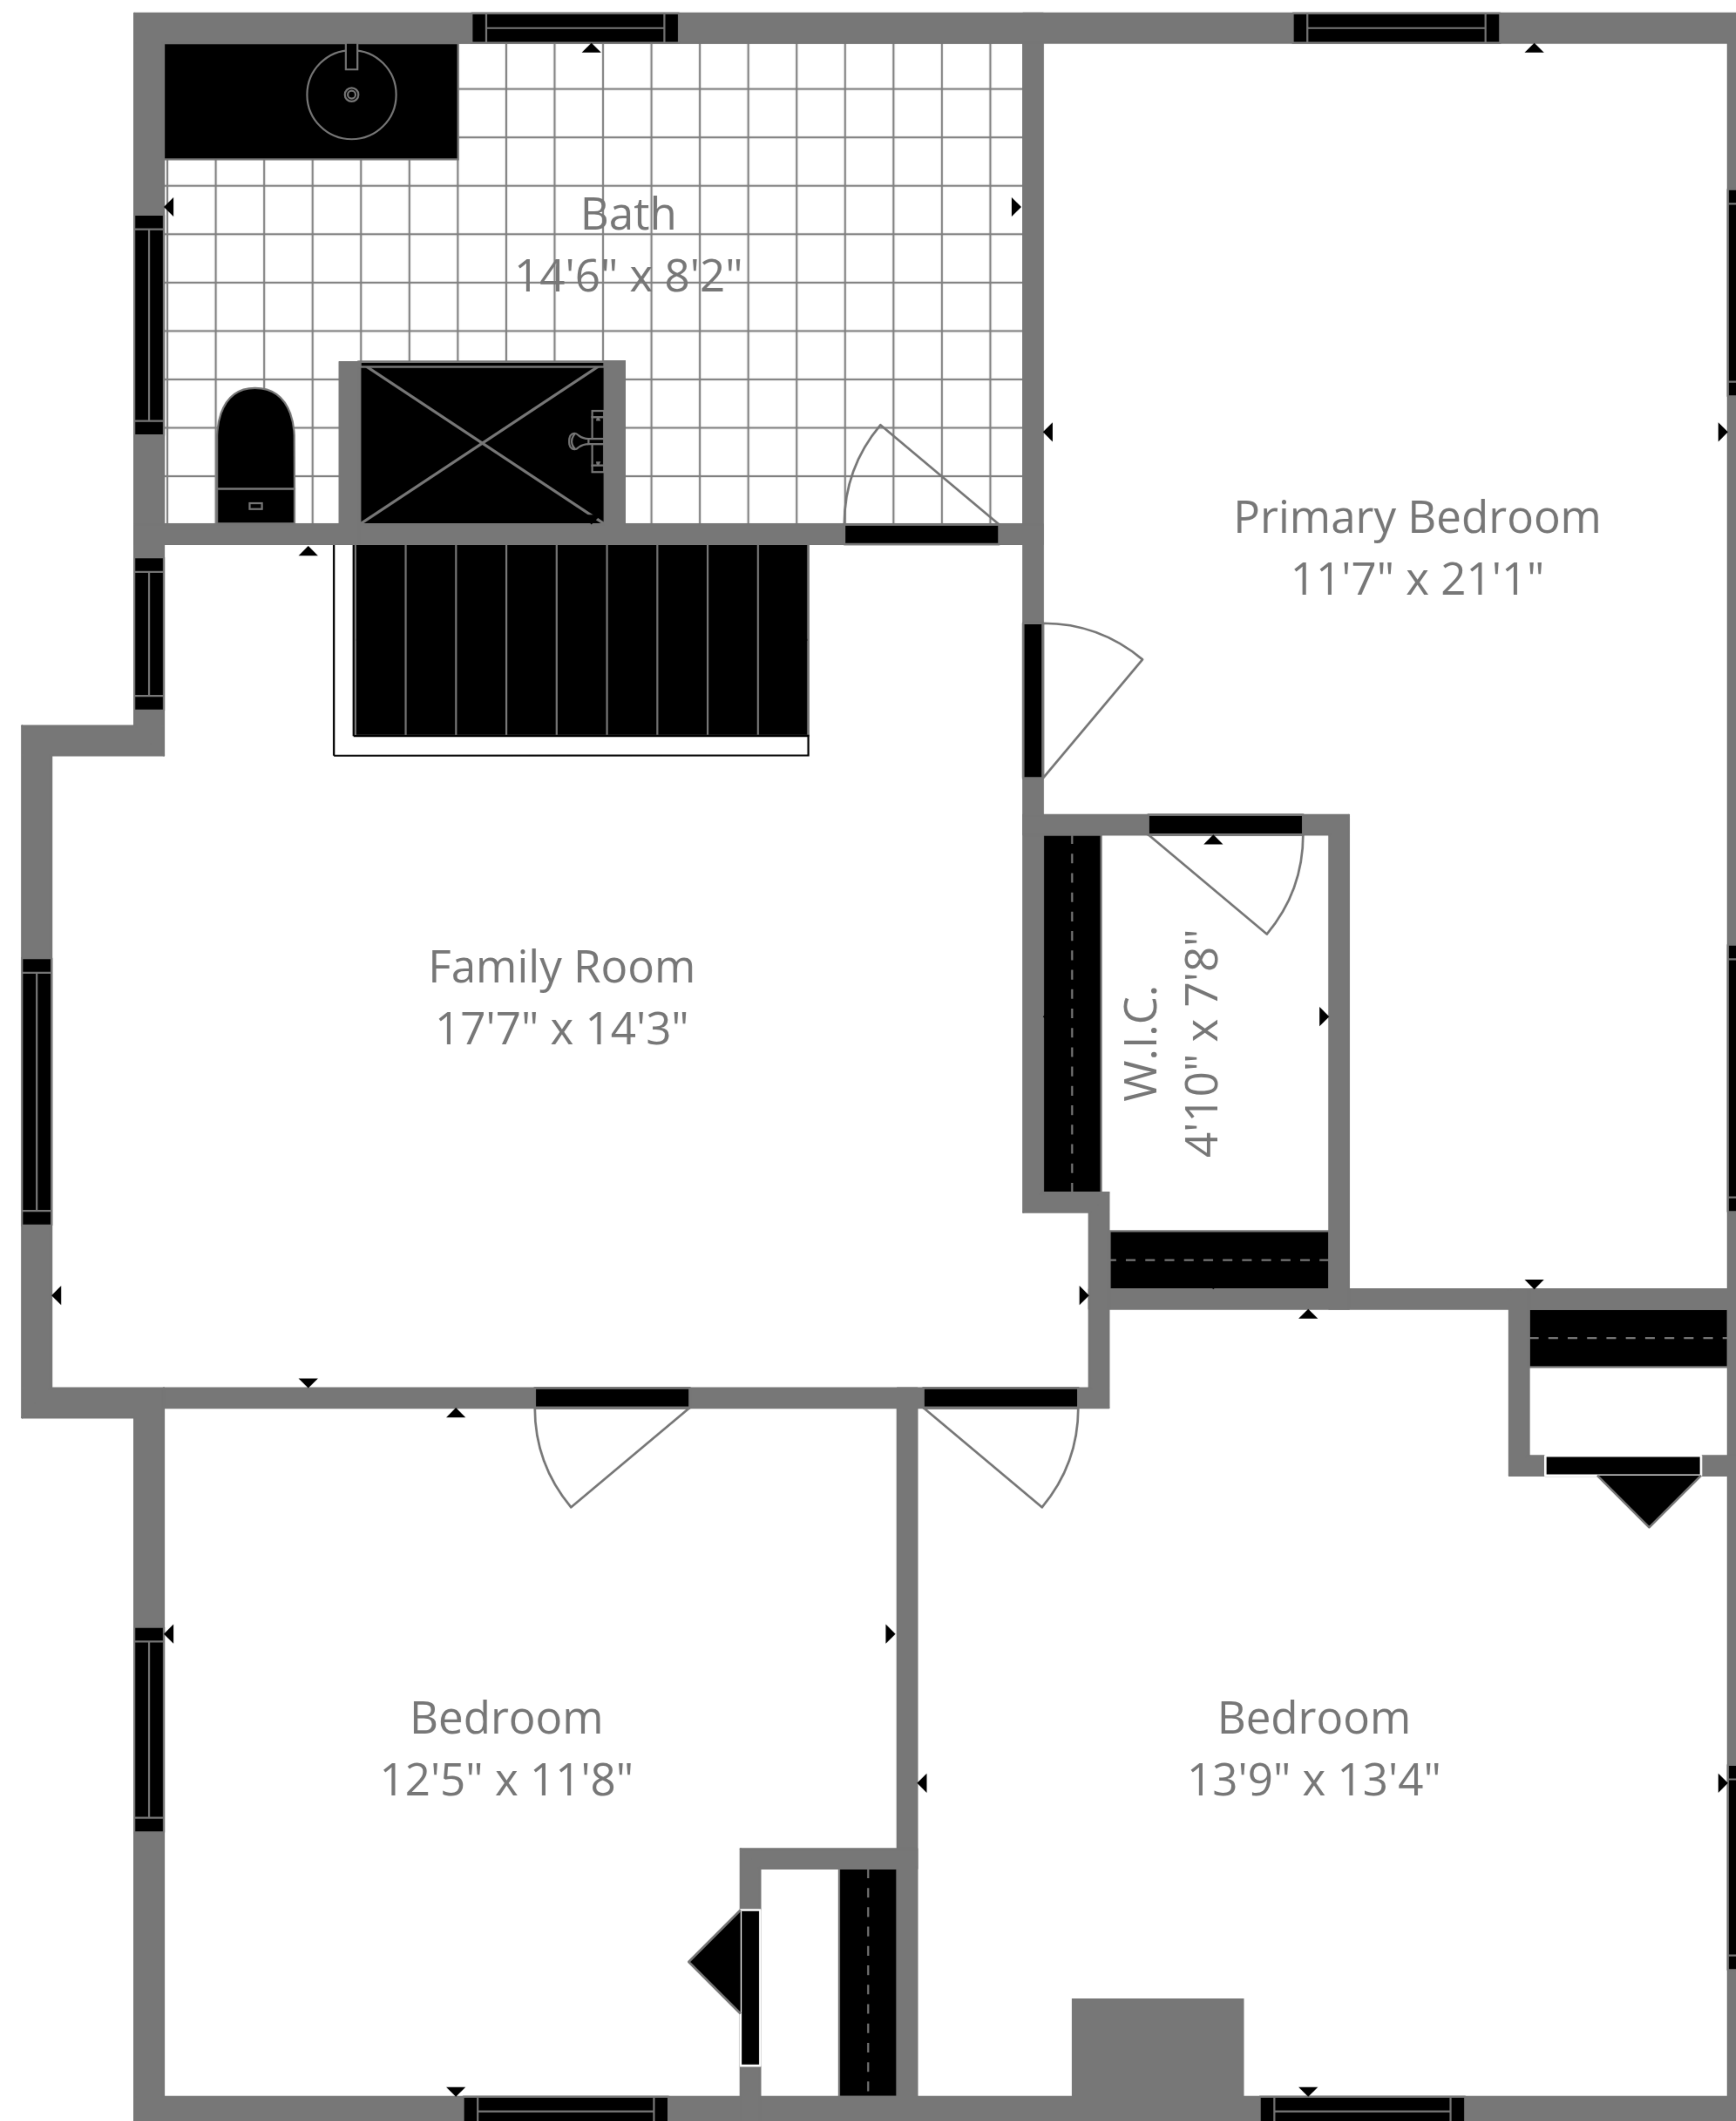 Bath
14'6" x 8'2"
Primary Bedroom
11'7" x 21'1"
Family Room
17'7" x 14'3"
W.I.C.
4'10" x 7'8"
Bedroom
12'5" x 11'8"
Bedroom
13'9" x 13'4"